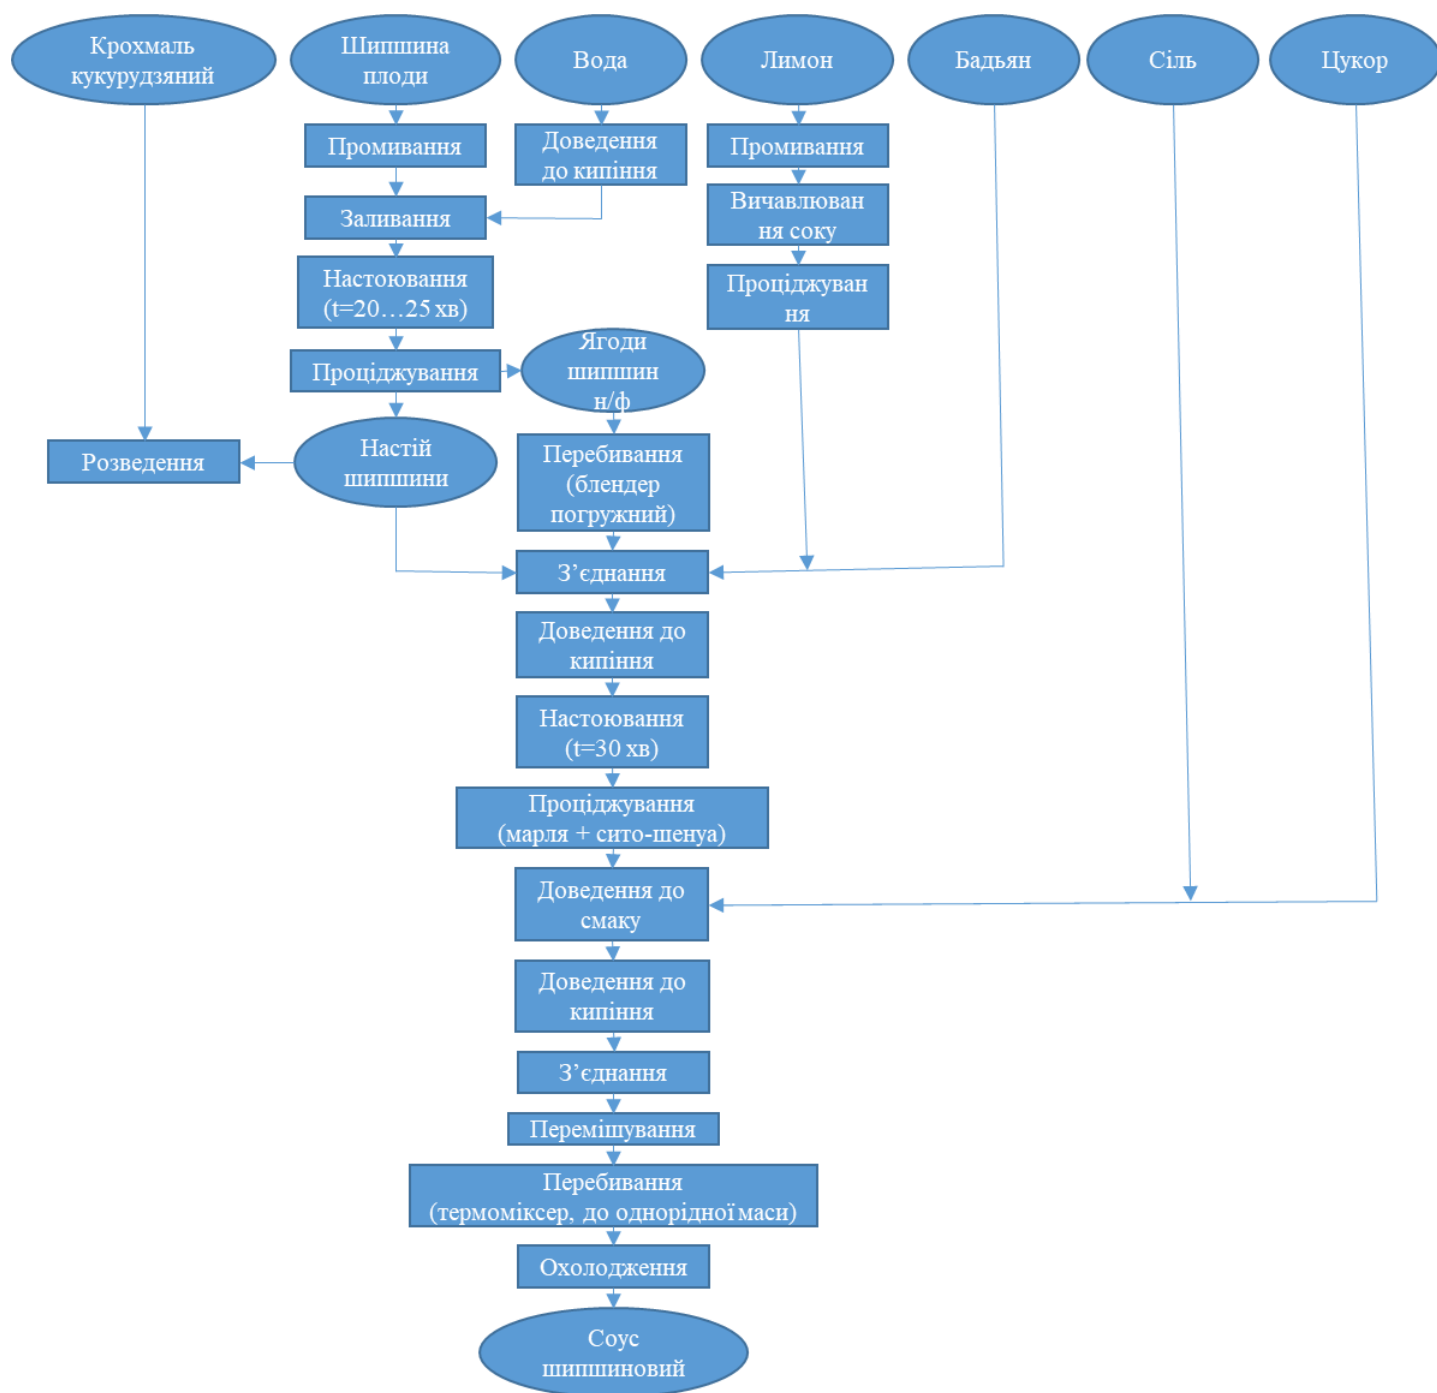 Крохмаль
кукурудзяний
Шипшина
плоди
Вода
Лимон
Бадьян
Сіль
Цукор
Промивання
Доведення
до кипіння
Промивання
Заливання
Вичавлюван
ня соку
Настоювання
(t=20…25 хв)
Проціджуван
ня
Проціджування
Ягоди
шипшин
н/ф
Розведення
Настій
шипшини
Перебивання
(блендер
погружний)
З’єднання
Доведення до
кипіння
Настоювання
(t=30 хв)
Проціджування
(марля + сито-шенуа)
Доведення до
смаку
Доведення до
кипіння
З’єднання
Перемішування
Перебивання
(термоміксер, до однорідної маси)
Охолодження
Соус
шипшиновий